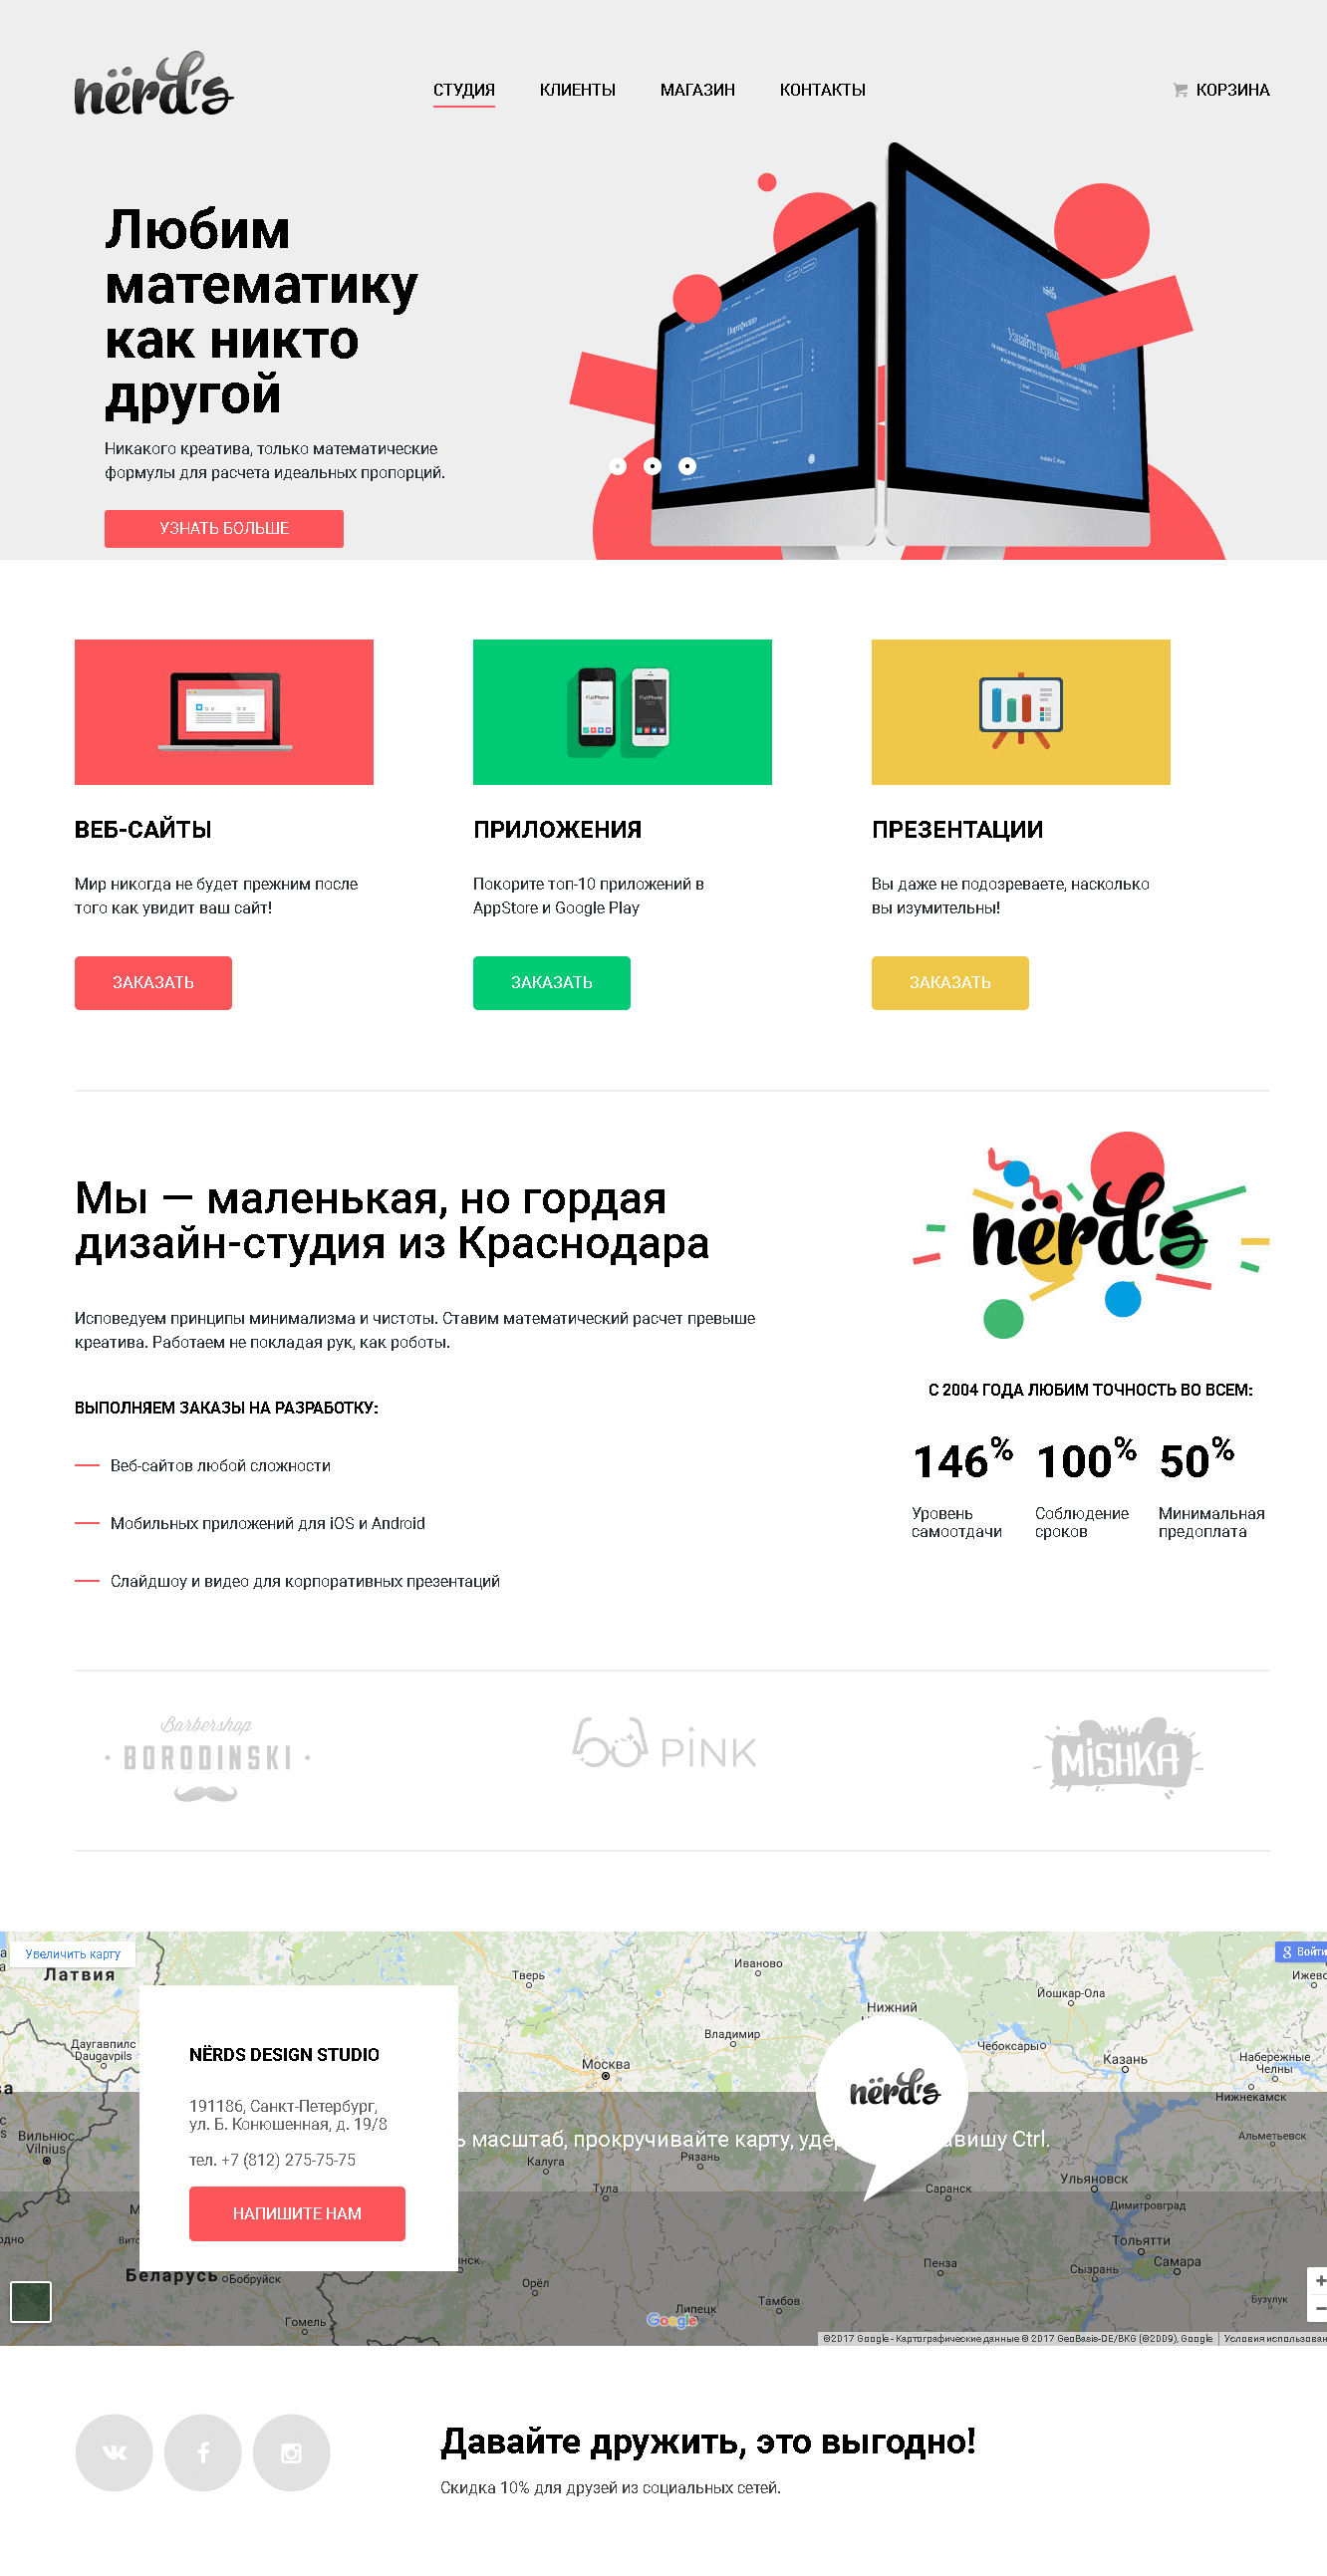 nёrd's
СТУДИЯ
КЛИЕНТЫ
МАГАЗИН
КОНТАКТЫ
КОРЗИНА
Любим
математику
как никто
другой
Никакого креатива, только математические
формулы для расчета идеальных пропорций.
УЗНАТЬ БОЛЬШЕ
Портфолио
ВЕБ-САЙТЫ
Мир никогда не будет прежним после
того как увидит ваш сайт!
ЗАКАЗАТЬ
ПРИЛОЖЕНИЯ
Покорите топ-10 приложений в
AppStore и Google Play
ЗАКАЗАТЬ
ПРЕЗЕНТАЦИИ
Вы даже не подозреваете, насколько
вы изумительны!
ЗАКАЗАТЬ
Мы — маленькая, но гордая
дизайн-студия из Краснодара
Исповедуем принципы минимализма и чистоты. Ставим математический расчет превыше
креатива. Работаем не покладая рук, как роботы.
ВЫПОЛНЯЕМ ЗАКАЗЫ НА РАЗРАБОТКУ:
Веб-сайтов любой сложности
Мобильных приложений для iOS и Android
Слайдшоу и видео для корпоративных презентаций
nёrd's
С 2004 ГОДА ЛЮБИМ ТОЧНОСТЬ ВО ВСЕМ:
146%
Уровень
самоотдачи
100%
Соблюдение
сроков
50%
Минимальная
предоплата
Barbershop
BORODINSKI
PINK
MiSHKA
Увеличить карту
Войти
Латвия
Тверь
Иваново
Ижевс
Йошкар-Ола
Нижний
Даугавпилс
Daugavpils
Владимир
Москва
Чебоксары
Казань
Набережные
Челны
Нижнекамск
NЁRDS DESIGN STUDIO
191186, Санкт-Петербург,
ул. Б. Конюшенная, д. 19/8
тел. +7 (812) 275-75-75
НАПИШИТЕ НАМ
nёrd's
ь масштаб, прокручивайте карту, уде
авишу Ctrl.
Вильнюс
Vilnius
Альметьевск
Калуга
Рязань
Тула
Саранск
Ульяновск
Димитровград
Тольятти
Самара
Сызрань
Пенза
Беларусь
Бобруйск
Орёл
Тамбов
Липецк
Бузулук
Гомель
Google
©2017 Google - Картографические данные © 2017 GeoBasis-DE/BKG (©2009), Google
Условия использован
Давайте дружить, это выгодно!
Скидка 10% для друзей из социальных сетей.